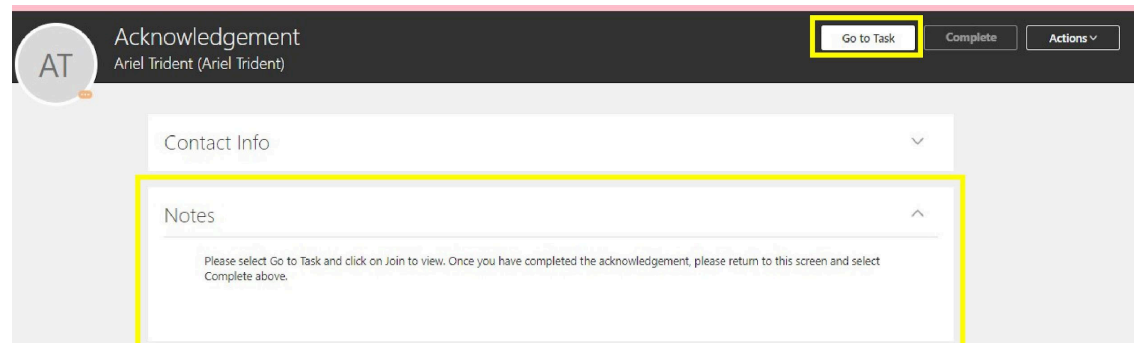 Acknowledgement
Go to Task
Complete
Actions
AT
Ariel Trident (Ariel Trident)
Contact Info
Notes
Please select Go to Task and click on Join to view. Once you have completed the acknowledgement, please return to this screen and select
Complete above.